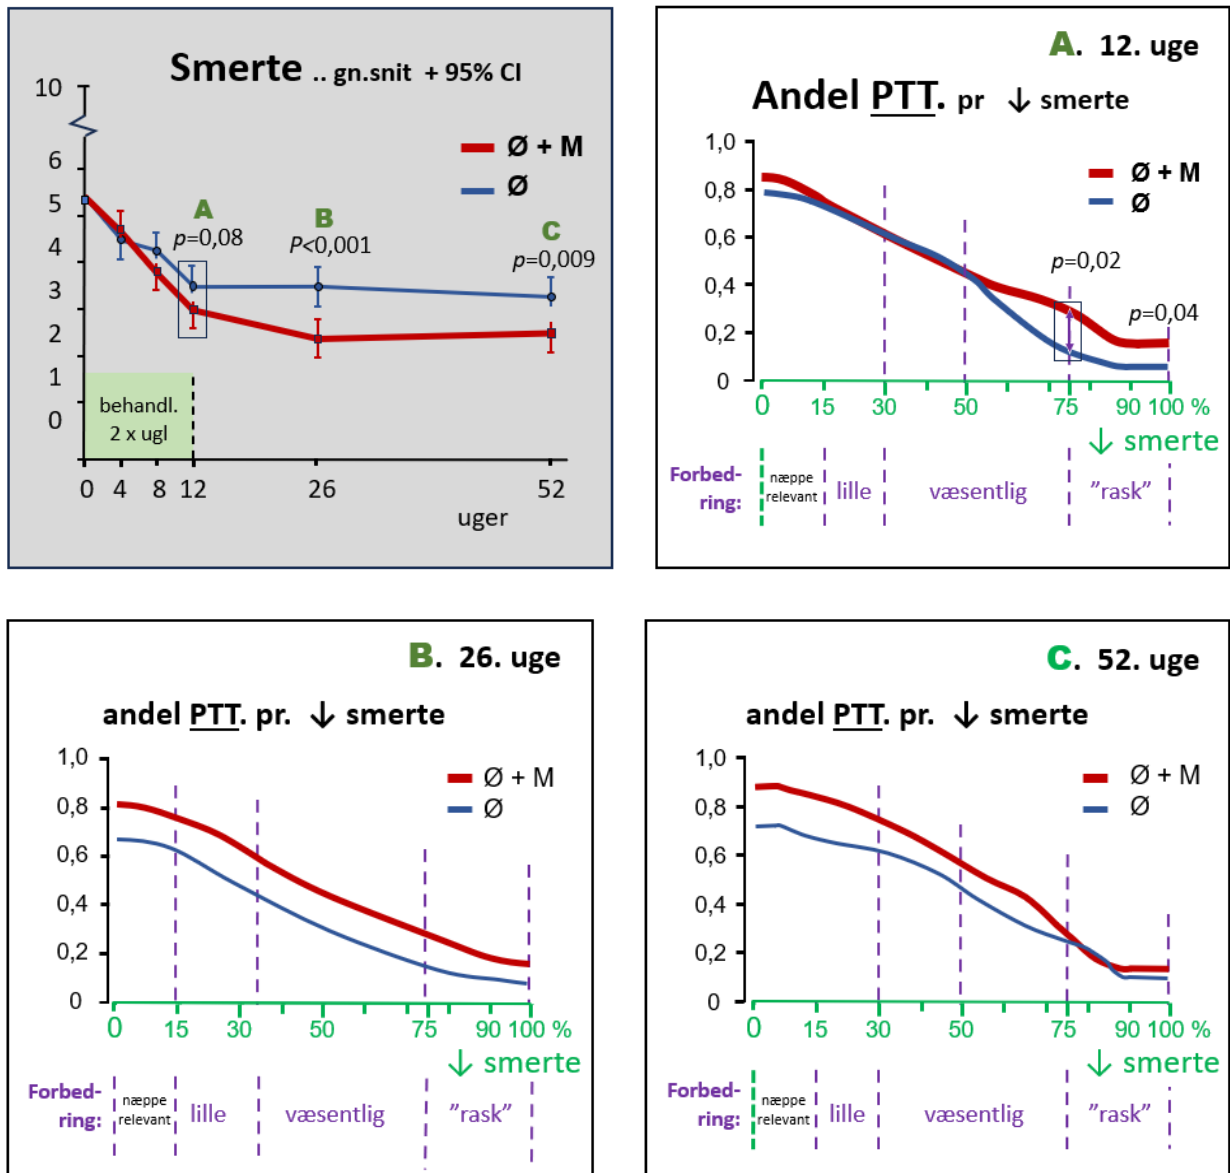 Smerte .. gn.snit + 95% CI
10
6
5
4
3
2
1
0
Ø + M
Ø
A
p=0,08
B
P<0,001
C
p=0,009
behandl.
2 x ugl
0 4 8 12 26 52
uger
A. 12. uge
Andel PTT. pr ↓ smerte
1,0
0,8
0,6
0,4
0,2
0
Ø + M
Ø
p=0,02
p=0,04
0 15 30 50 75 90 100 %
↓ smerte
Forbed-
ring:
næppe
relevant
lille
væsentlig
”rask”
B. 26. uge
andel PTT. pr. ↓ smerte
1,0
0,8
0,6
0,4
0,2
0
Ø + M
Ø
0 15 30 50 75 90 100 %
↓ smerte
Forbed-
ring:
næppe
relevant
lille
væsentlig
”rask”
C. 52. uge
andel PTT. pr. ↓ smerte
1,0
0,8
0,6
0,4
0,2
0
Ø + M
Ø
0 15 30 50 75 90 100 %
↓ smerte
Forbed-
ring:
næppe
relevant
lille
væsentlig
”rask”